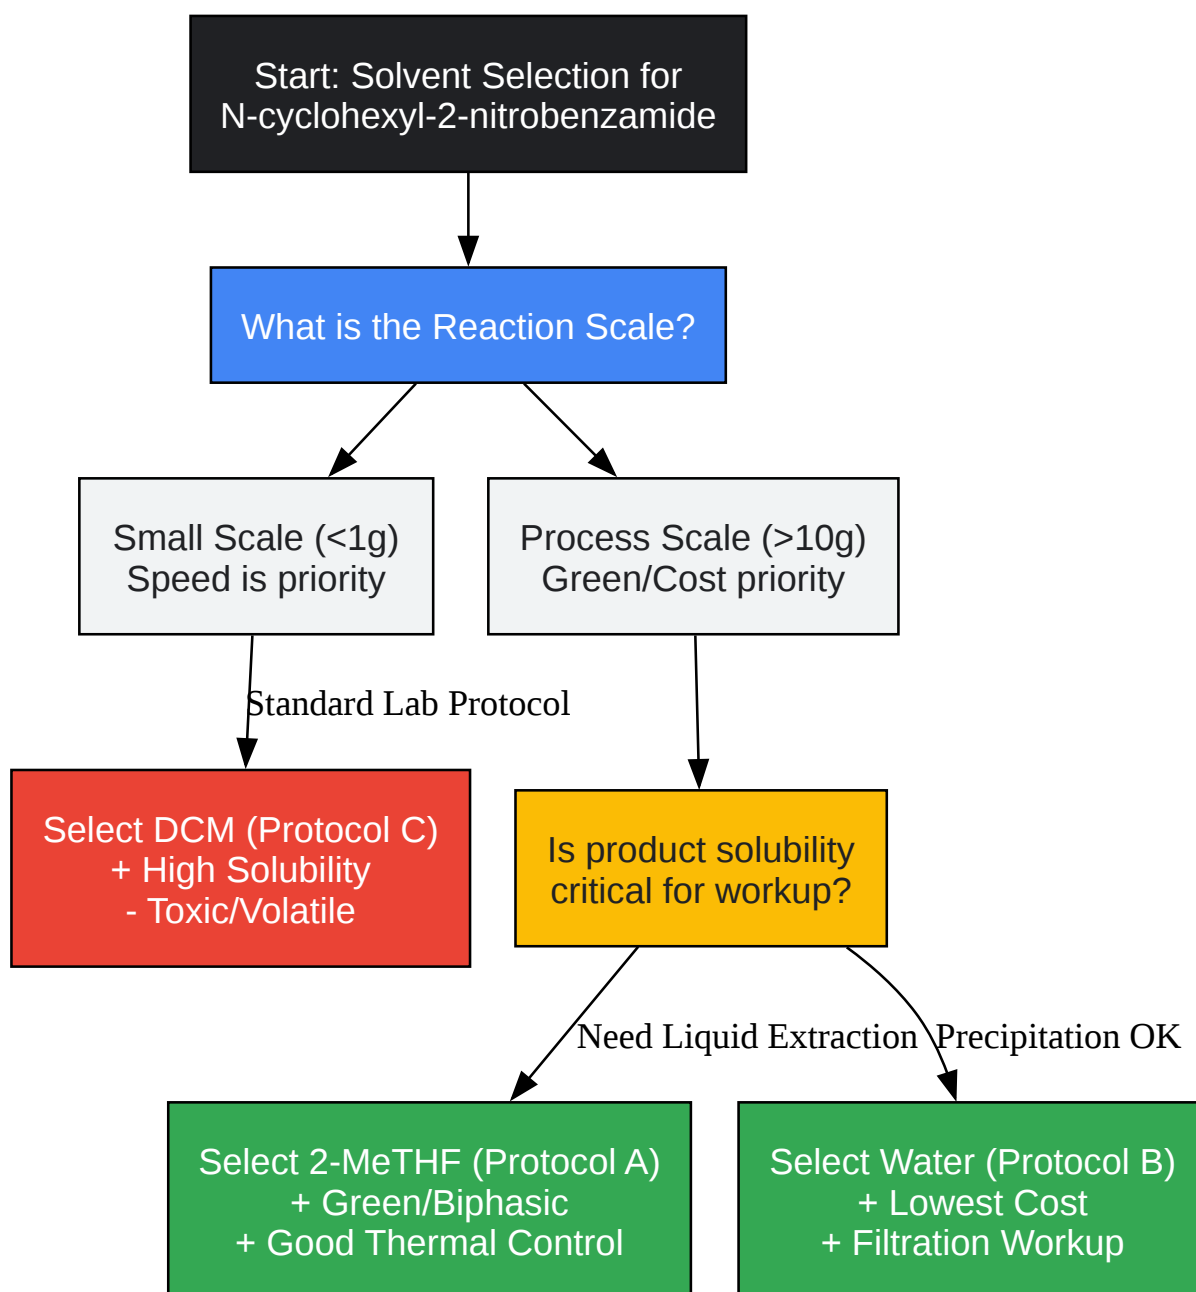 Start: Solvent Selection for
N-cyclohexyl-2-nitrobenzamide
What is the Reaction Scale?
Small Scale (<1g)
Speed is priority
Process Scale (>10g)
Green/Cost priority
Standard Lab Protocol
Select DCM (Protocol C)
+ High Solubility
- Toxic/Volatile
Is product solubility
critical for workup?
Need Liquid Extraction
Precipitation OK
Select 2-MeTHF (Protocol A)
+ Green/Biphasic
+ Good Thermal Control
Select Water (Protocol B)
+ Lowest Cost
+ Filtration Workup